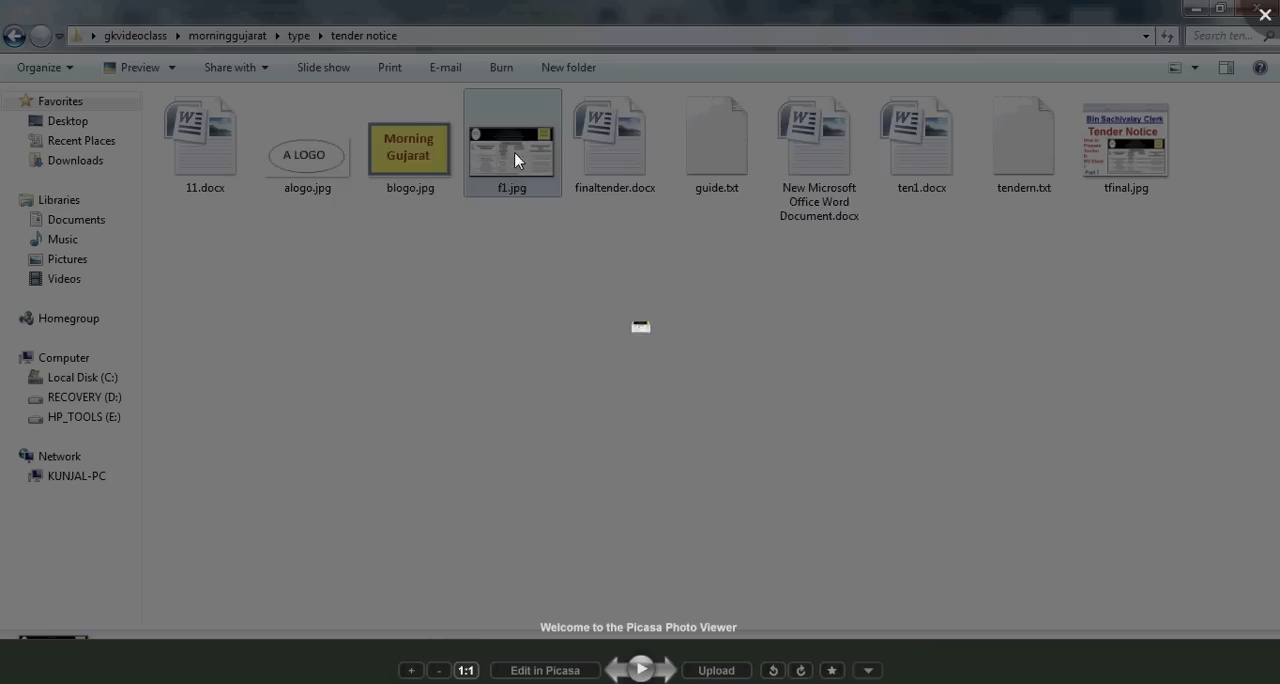 gkvideoclass morninggujarat type tender notice Search ten...
Organize Preview Share with Slide show Print E-mail Burn New folder
Favorites
Desktop
Recent Places
Downloads
Libraries
Documents
Music
Pictures
Videos
Homegroup
Computer
Local Disk (C:)
RECOVERY (D:)
HP_TOOLS (E:)
Network
KUNJAL-PC
A LOGO
Morning
Gujarat
Bin Sachivalay Clerk
Tender Notice
11.docx alogo.jpg blogo.jpg f1.jpg finaltender.docx guide.txt New Microsoft ten1.docx tendern.txt tfinal.jpg
Office Word
Document.docx
Welcome to the Picasa Photo Viewer
+ - 1:1 Edit in Picasa Upload